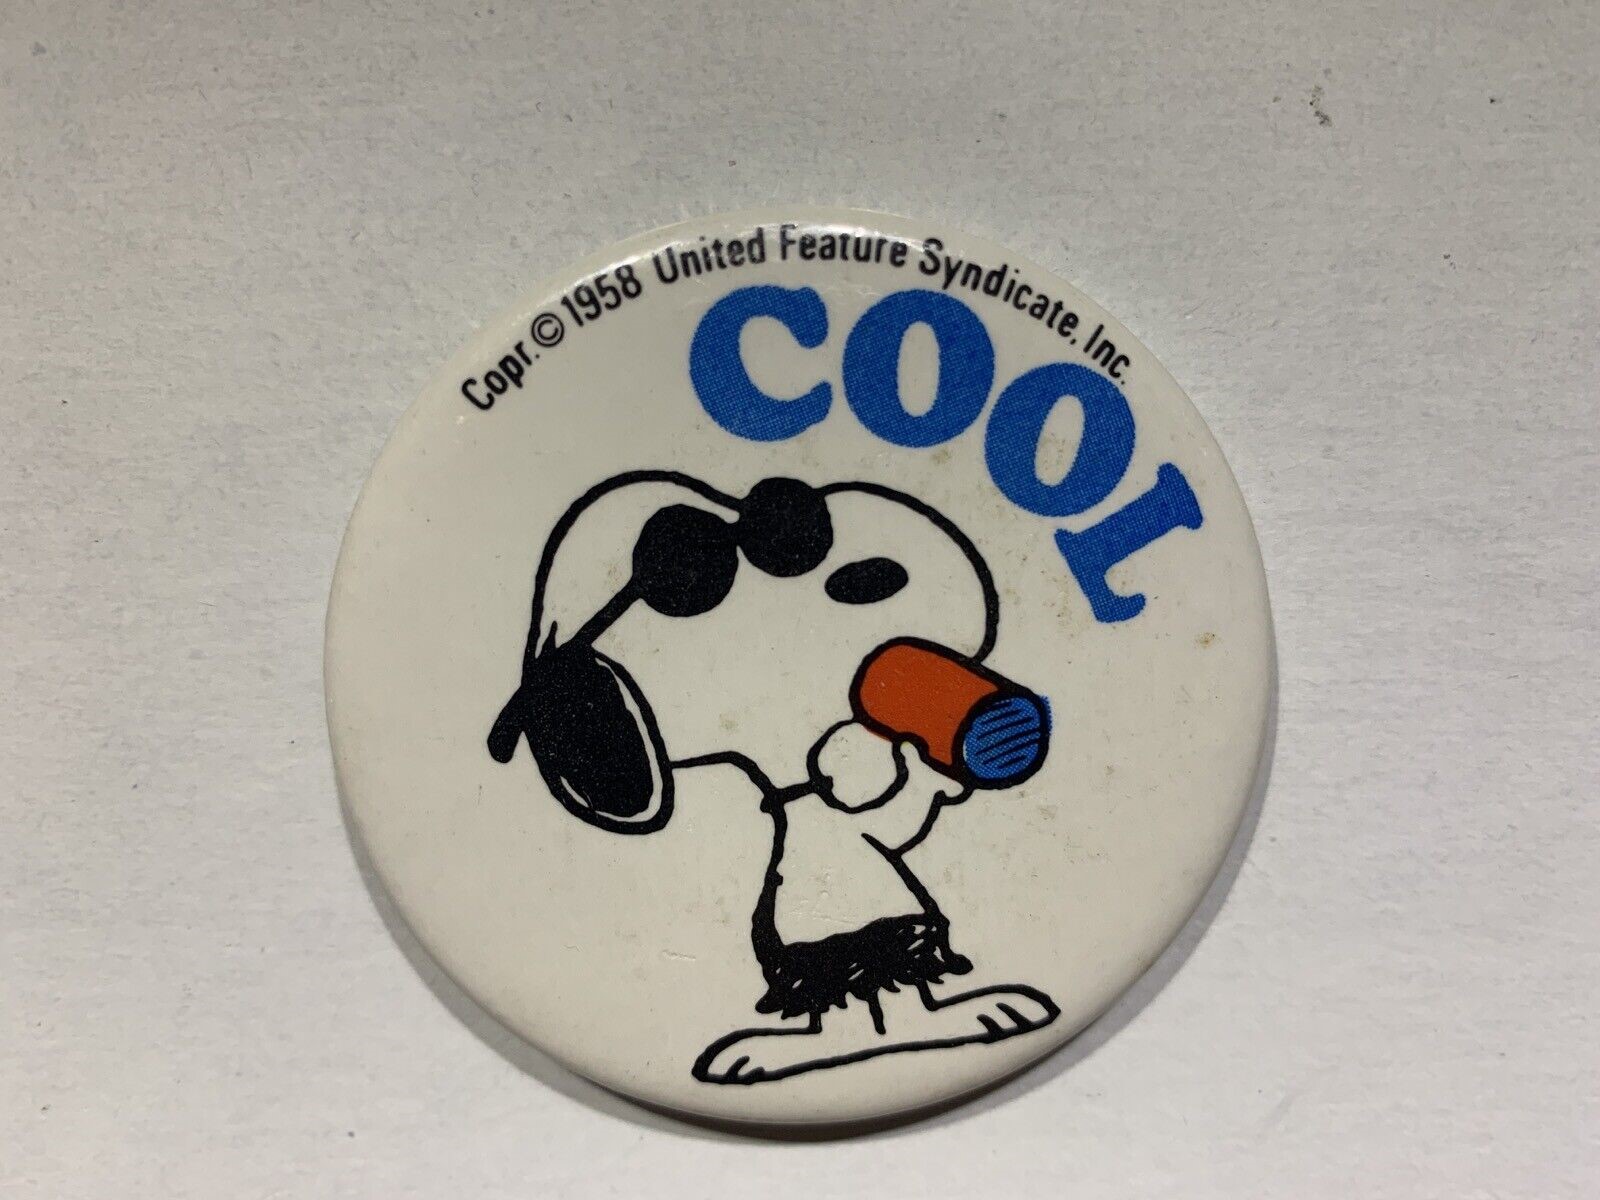 Copr. © 1958 United Feature Syndicate, Inc.
COOL